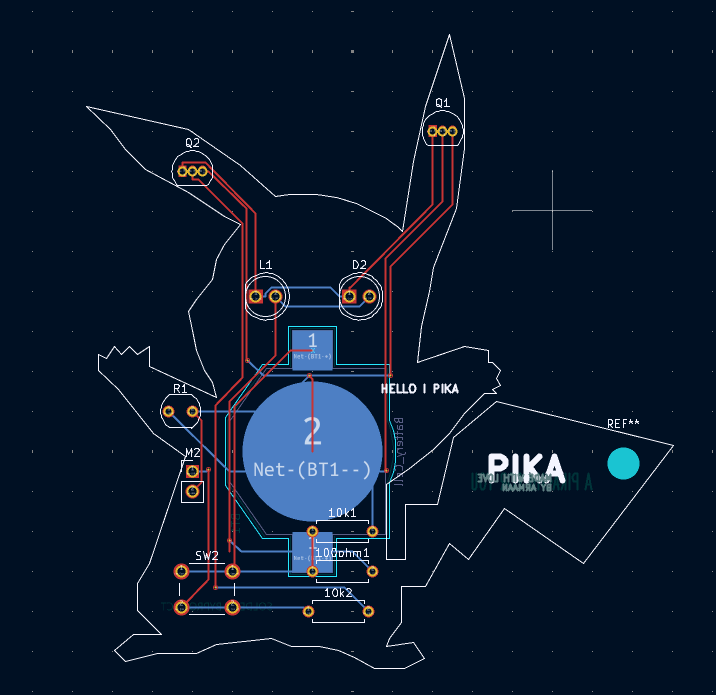 Q1
Q2
L1
D2
1
Net-(BT1-+)
HELLO I PIKA
R1
2
Net-(BT1--)
Battery_Cell
REF**
M2
PIKA
10k1
SW2
100ohm1
10k2